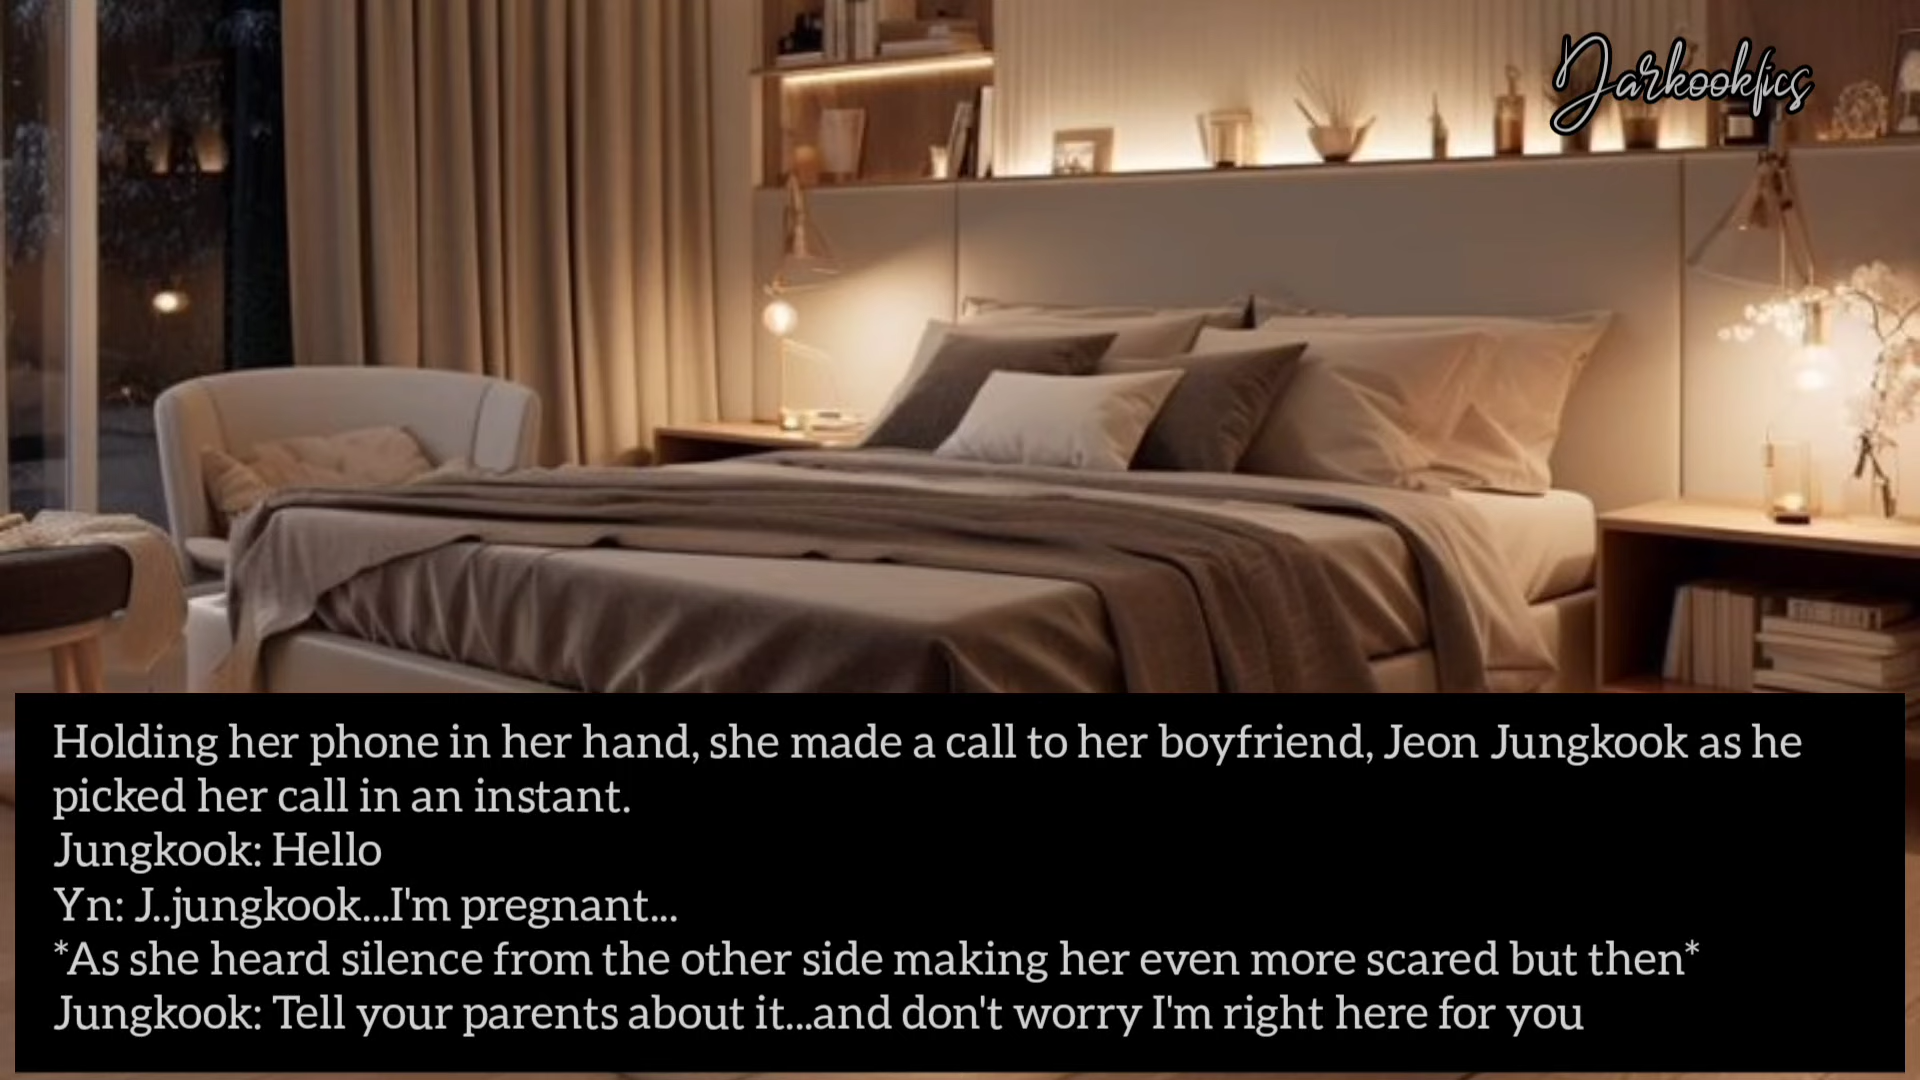 Darkookfics
Holding her phone in her hand, she made a call to her boyfriend, Jeon Jungkook as he
picked her call in an instant.
Jungkook: Hello
Yn: J..jungkook...I'm pregnant...
*As she heard silence from the other side making her even more scared but then*
Jungkook: Tell your parents about it...and don't worry I'm right here for you